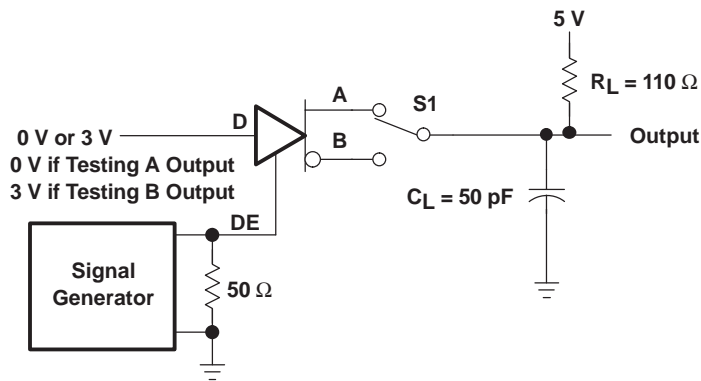 5 V
RL = 110 Ω
A
S1
D
B
0 V or 3 V
0 V if Testing A Output
3 V if Testing B Output
Output
CL = 50 pF
DE
Signal
Generator
50 Ω